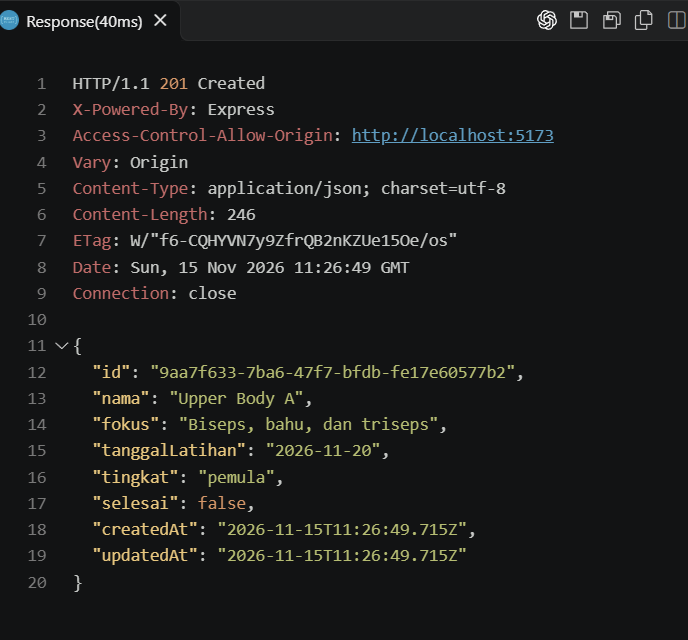 Response(40ms)
1 HTTP/1.1 201 Created
2 X-Powered-By: Express
3 Access-Control-Allow-Origin: http://localhost:5173
4 Vary: Origin
5 Content-Type: application/json; charset=utf-8
6 Content-Length: 246
7 ETag: W/"f6-CQHYVN7y9ZfrQB2nKZUe15Oe/os"
8 Date: Sun, 15 Nov 2026 11:26:49 GMT
9 Connection: close
10
11 {
12 "id": "9aa7f633-7ba6-47f7-bfdb-fe17e60577b2",
13 "nama": "Upper Body A",
14 "fokus": "Biseps, bahu, dan triseps",
15 "tanggalLatihan": "2026-11-20",
16 "tingkat": "pemula",
17 "selesai": false,
18 "createdAt": "2026-11-15T11:26:49.715Z",
19 "updatedAt": "2026-11-15T11:26:49.715Z"
20 }